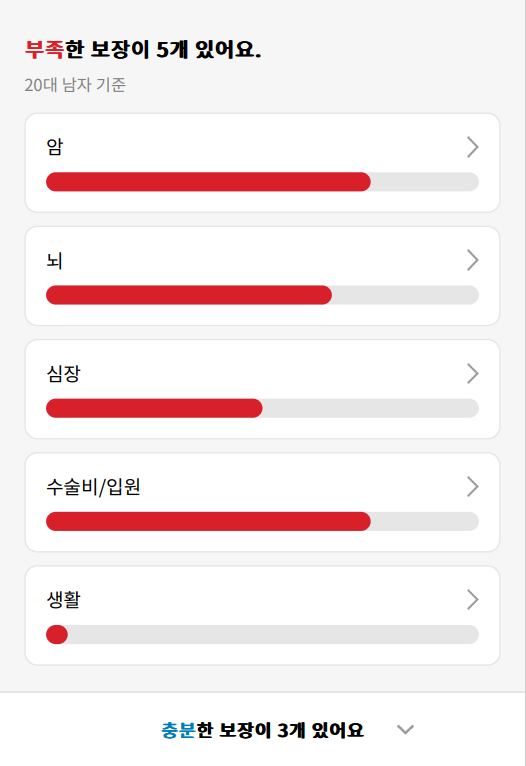 부족한 보장이 5개 있어요.
20대 남자 기준
암
뇌
심장
수술비/입원
생활
충분한 보장이 3개 있어요